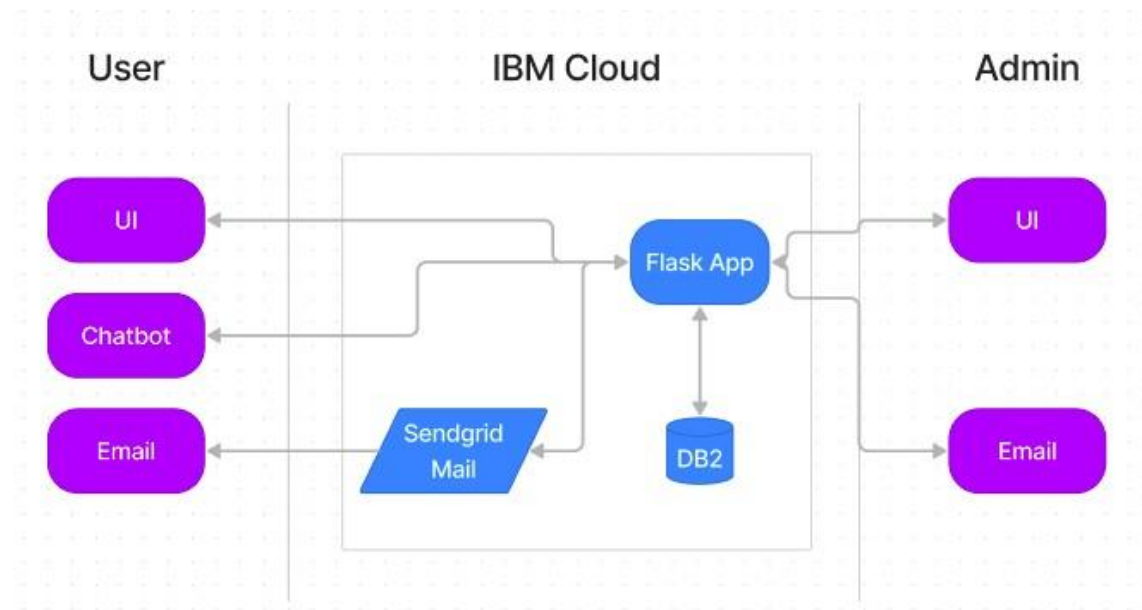 User
IBM Cloud
Admin
UI
Flask App
UI
Chatbot
Sendgrid
Mail
Email
DB2
Email